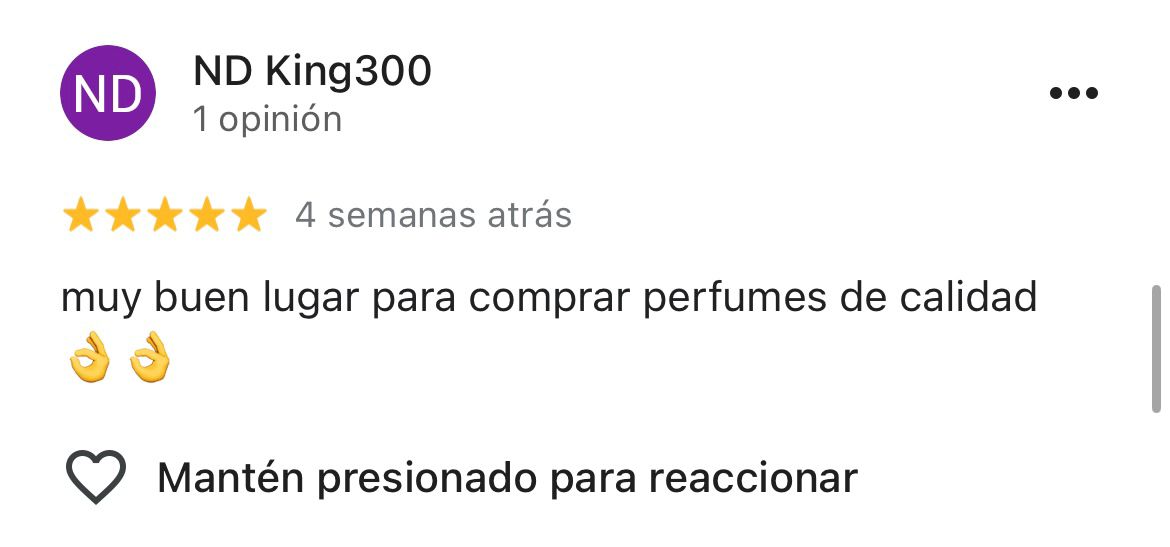 ND
ND King300
1 opinión
4 semanas atrás
muy buen lugar para comprar perfumes de calidad
👌👌
Mantén presionado para reaccionar